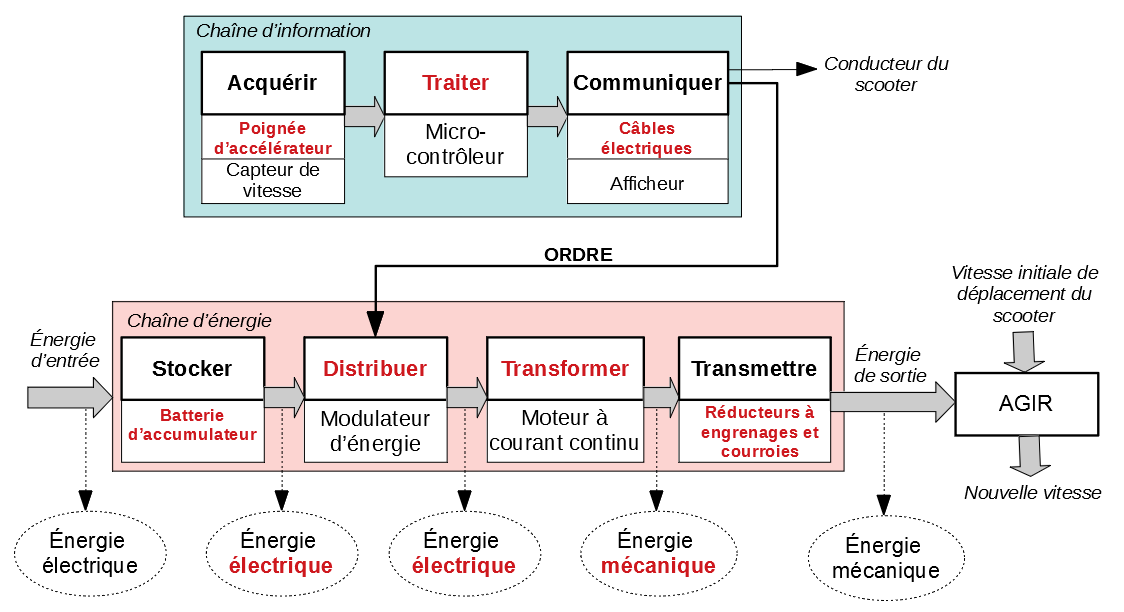 Chaîne d’information
Acquérir
Traiter
Communiquer
Conducteur du
scooter
Poignée
d’accélérateur
Capteur de
vitesse
Micro-
contrôleur
Câbles
électriques
Afficheur
ORDRE
Vitesse initiale de
déplacement du
scooter
Chaîne d’énergie
Énergie
d’entrée
Stocker
Distribuer
Transformer
Transmettre
Énergie
de sortie
AGIR
Batterie
d’accumulateur
Modulateur
d’énergie
Moteur à
courant continu
Réducteurs à
engrenages et
courroies
Nouvelle vitesse
Énergie
électrique
Énergie
électrique
Énergie
électrique
Énergie
mécanique
Énergie
mécanique